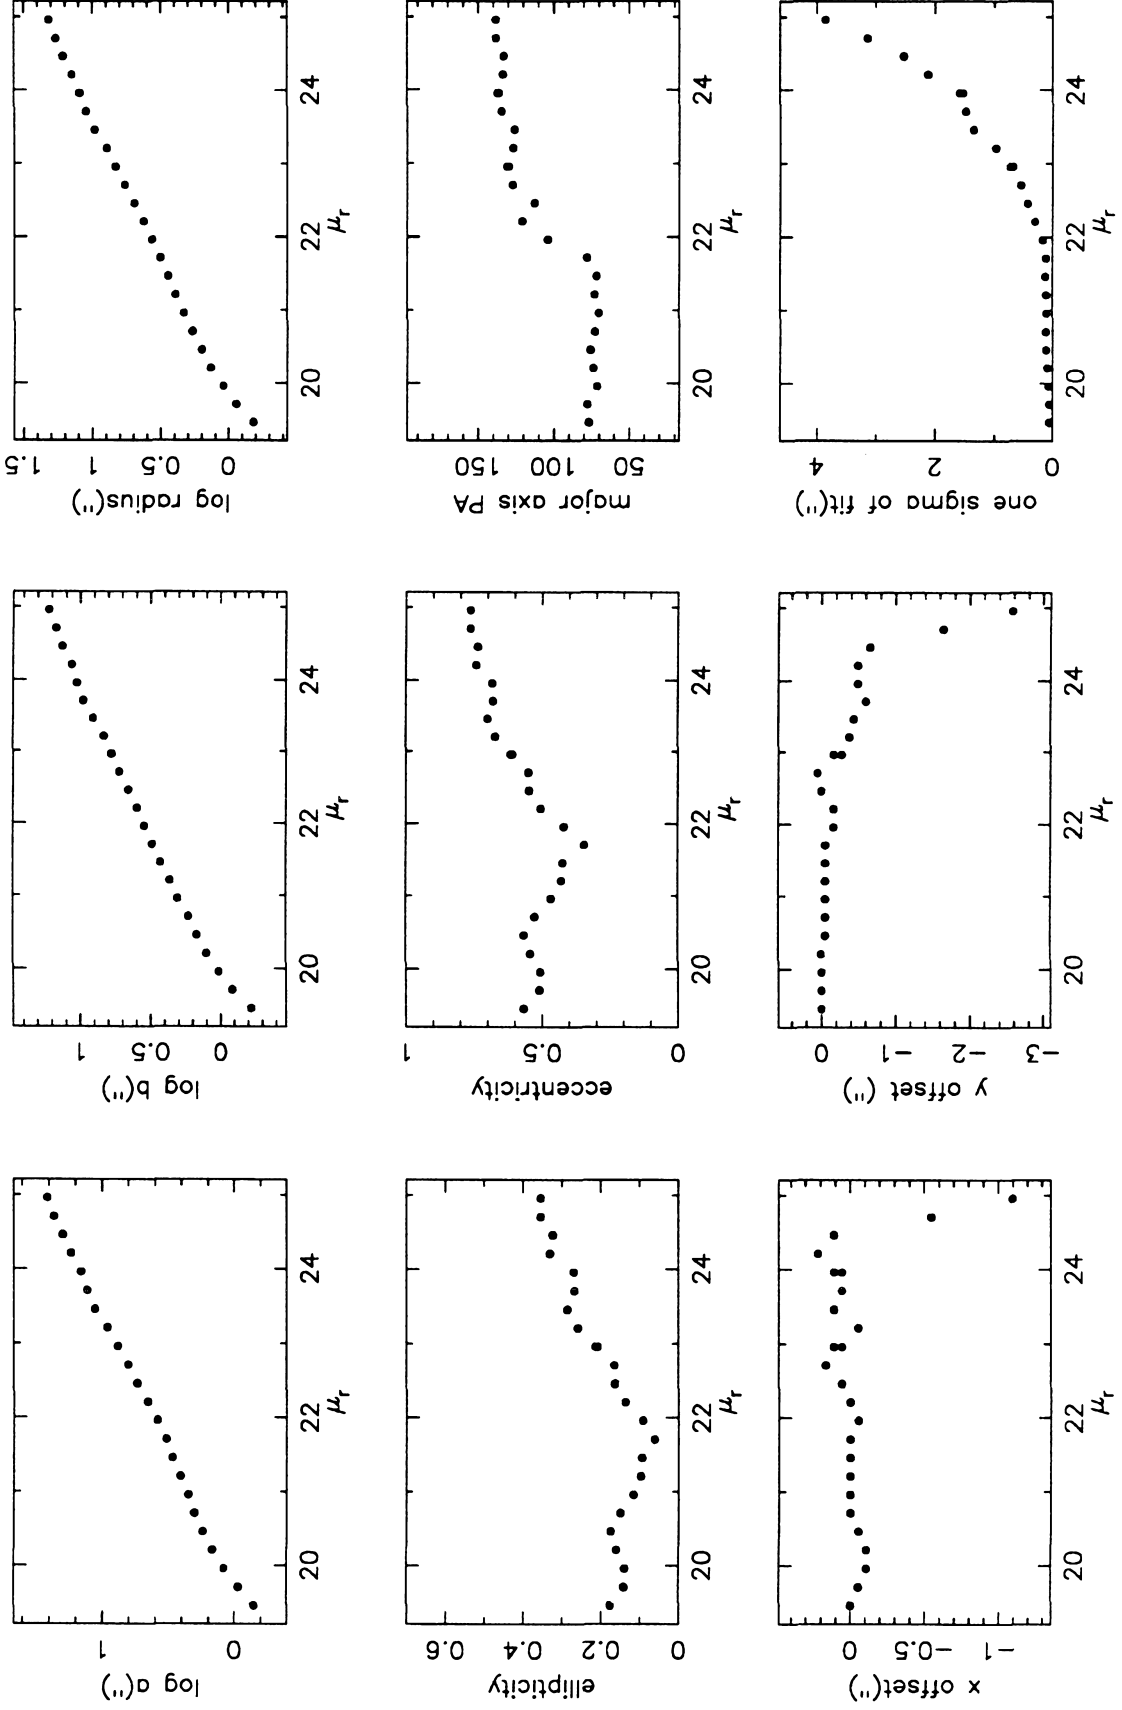 log a(")
1
0
20 22 24
μr
log b(")
1
0.5
0
20 22 24
μr
log radius(")
1.5
1
0.5
0
20 22 24
μr
ellipticity
0.6
0.4
0.2
0
20 22 24
μr
eccentricity
1
0.5
0
20 22 24
μr
major axis PA
150
100
50
20 22 24
μr
x offset(")
0
−0.5
−1
20 22 24
μr
y offset (")
0
−1
−2
−3
20 22 24
μr
one sigma of fit(")
4
2
0
20 22 24
μr